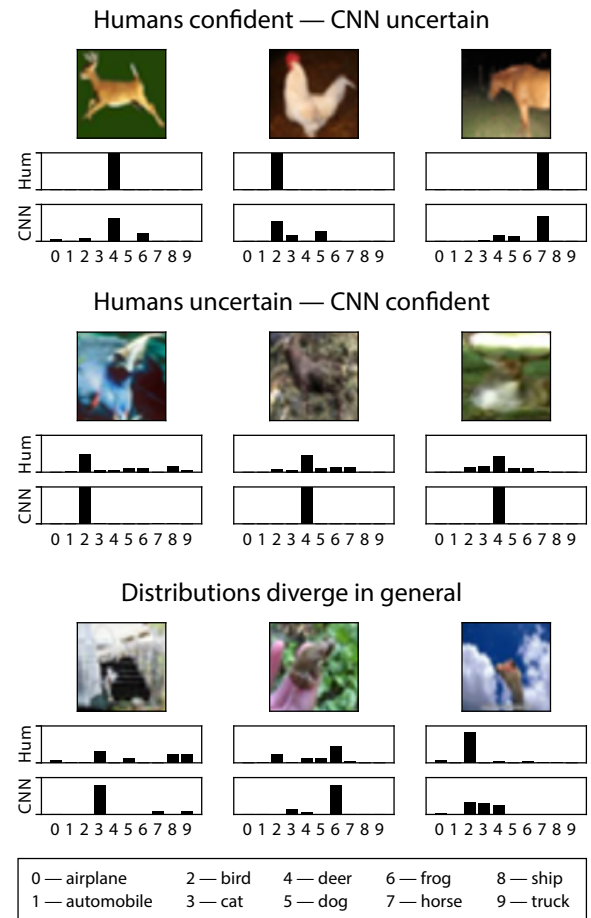 Humans confident — CNN uncertain
Hum
CNN
0 1 2 3 4 5 6 7 8 9 0 1 2 3 4 5 6 7 8 9 0 1 2 3 4 5 6 7 8 9
Humans uncertain — CNN confident
Hum
CNN
0 1 2 3 4 5 6 7 8 9 0 1 2 3 4 5 6 7 8 9 0 1 2 3 4 5 6 7 8 9
Distributions diverge in general
Hum
CNN
0 1 2 3 4 5 6 7 8 9 0 1 2 3 4 5 6 7 8 9 0 1 2 3 4 5 6 7 8 9
0 — airplane 2 — bird 4 — deer 6 — frog 8 — ship
1 — automobile 3 — cat 5 — dog 7 — horse 9 — truck